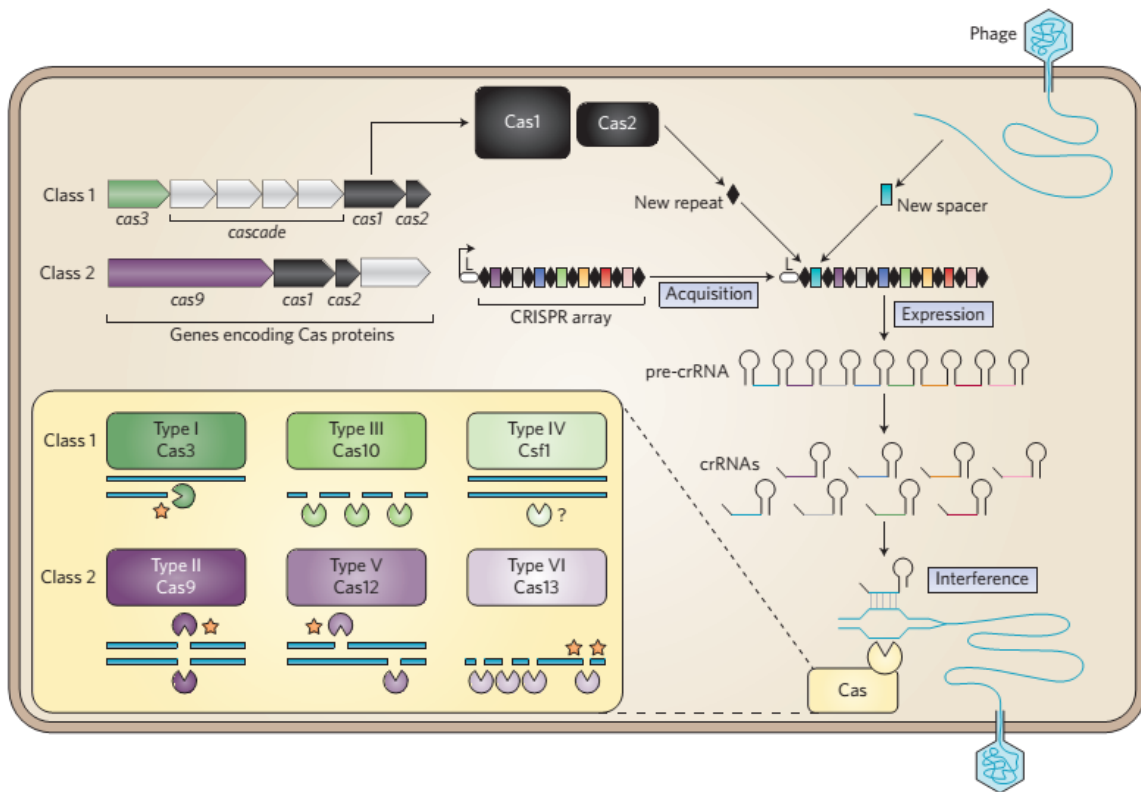 Phage
Cas1
Cas2
Class 1
cas3
cascade
cas1
cas2
New repeat
New spacer
Class 2
cas9
cas1
cas2
Genes encoding Cas proteins
L
CRISPR array
Acquisition
L
Expression
pre-crRNA
Class 1
Type I
Cas3
Type III
Cas10
Type IV
Csf1
?
crRNAs
Class 2
Type II
Cas9
Type V
Cas12
Type VI
Cas13
Interference
Cas